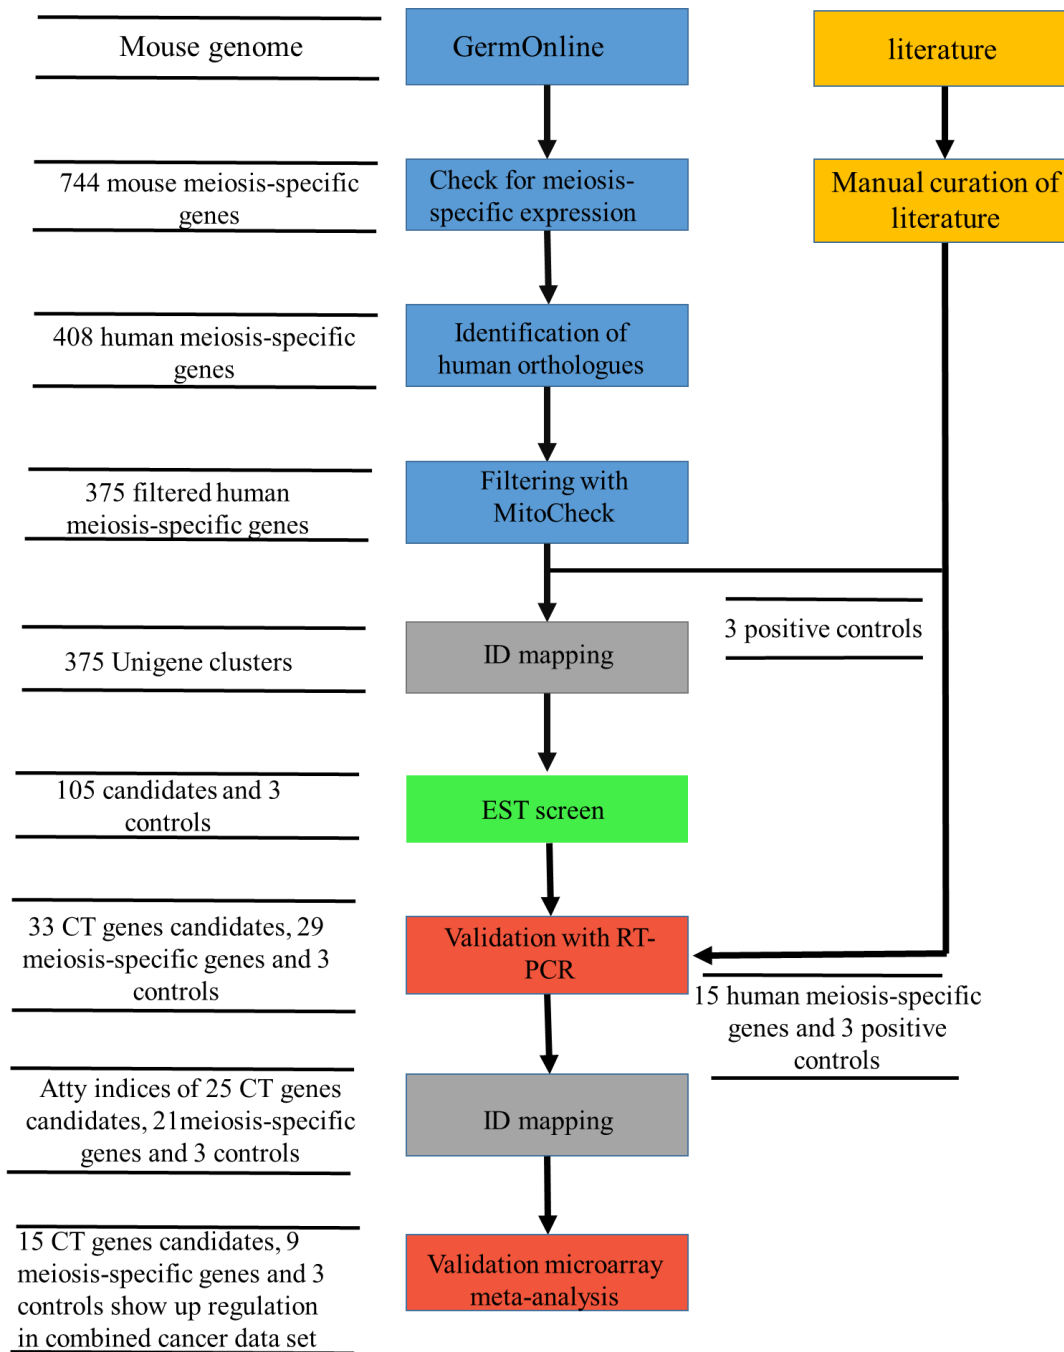 Mouse genome
GermOnline
literature
744 mouse meiosis-specific
genes
Check for meiosis-
specific expression
Manual curation of
literature
408 human meiosis-specific
genes
Identification of
human orthologues
375 filtered human
meiosis-specific genes
Filtering with
MitoCheck
3 positive controls
375 Unigene clusters
ID mapping
105 candidates and 3
controls
EST screen
33 CT genes candidates, 29
meiosis-specific genes and 3
controls
Validation with RT-
PCR
15 human meiosis-specific
genes and 3 positive
controls
Atty indices of 25 CT genes
candidates, 21meiosis-specific
genes and 3 controls
ID mapping
15 CT genes candidates, 9
meiosis-specific genes and 3
controls show up regulation
in combined cancer data set
Validation microarray
meta-analysis